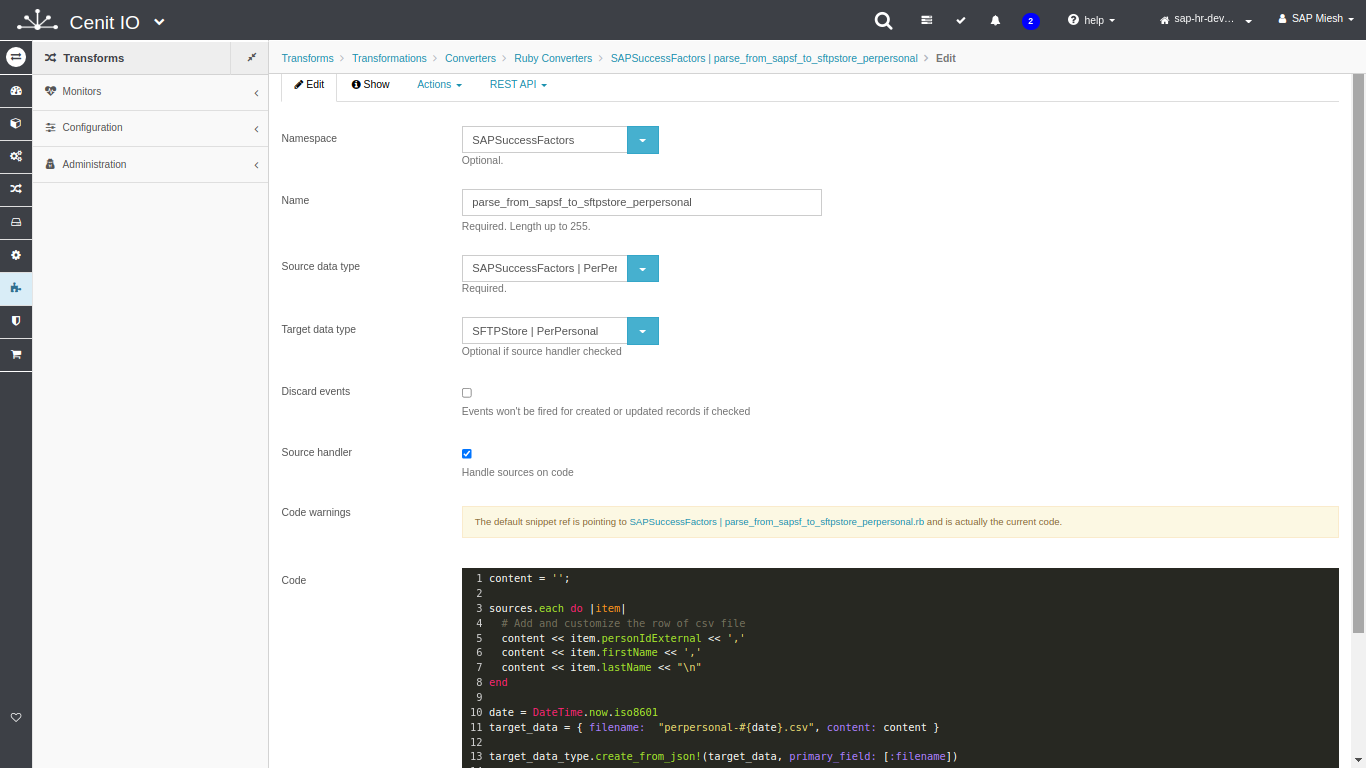 Cenit IO
2
help
sap-hr-dev...
SAP Miesh
Transforms
Monitors
Configuration
Administration
Transforms > Transformations > Converters > Ruby Converters > SAPSuccessFactors | parse_from_sapsf_to_sftpstore_perpersonal > Edit
Edit Show Actions REST API
Namespace
SAPSuccessFactors
Optional.
Name
parse_from_sapsf_to_sftpstore_perpersonal
Required. Length up to 255.
Source data type
SAPSuccessFactors | PerPer
Required.
Target data type
SFTPStore | PerPersonal
Optional if source handler checked
Discard events
Events won't be fired for created or updated records if checked
Source handler
Handle sources on code
Code warnings
The default snippet ref is pointing to SAPSuccessFactors | parse_from_sapsf_to_sftpstore_perpersonal.rb and is actually the current code.
Code
1 content = '';
2
3 sources.each do |item|
4   # Add and customize the row of csv file
5   content << item.personIdExternal << ','
6   content << item.firstName << ','
7   content << item.lastName << "\n"
8 end
9
10 date = DateTime.now.iso8601
11 target_data = { filename:  "perpersonal-#{date}.csv", content: content }
12
13 target_data_type.create_from_json!(target_data, primary_field: [:filename])